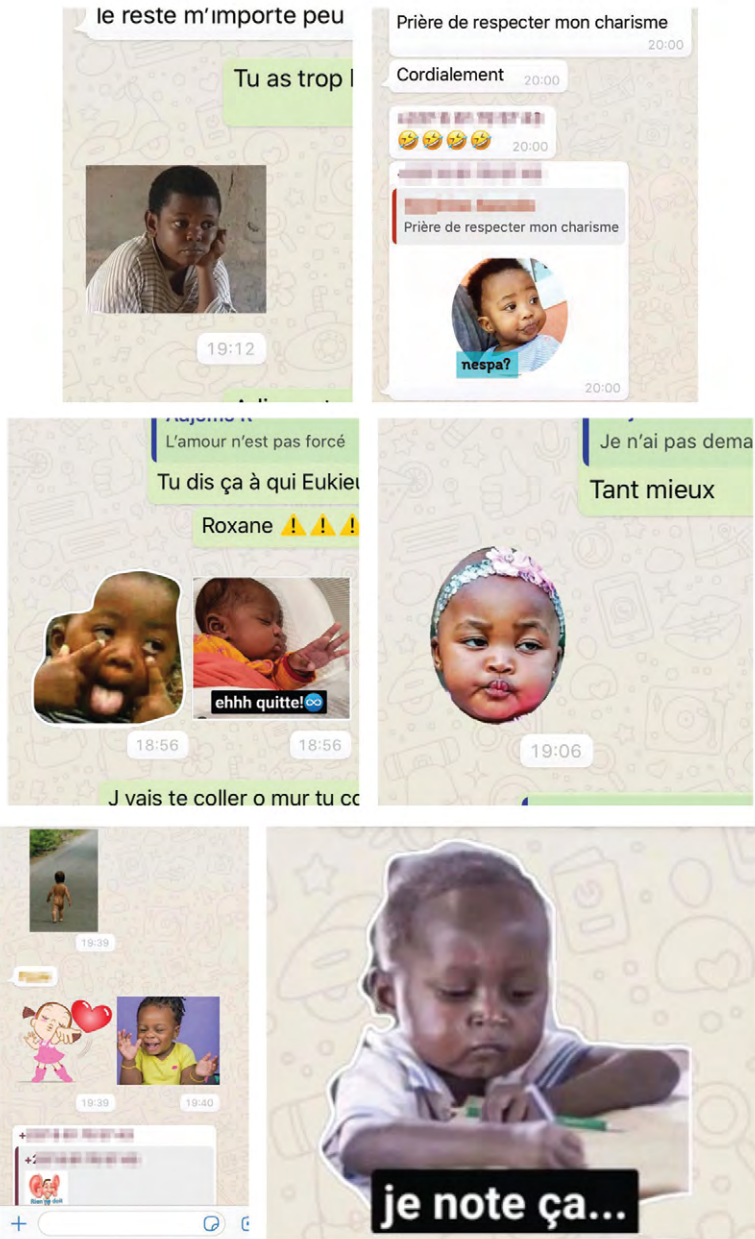 le reste m'importe peu
Tu as trop
19:12
Prière de respecter mon charisme
20:00
Cordialement 20:00
20:00
Prière de respecter mon charisme
nespa?
20:00
L'amour n'est pas forcé
Tu dis ça à qui
Roxane
ehhh quitte!
18:56 18:56
J vais te coller o mur tu
Je n'ai pas
Tant mieux
19:06
19:39
19:39 19:40
je note ça...